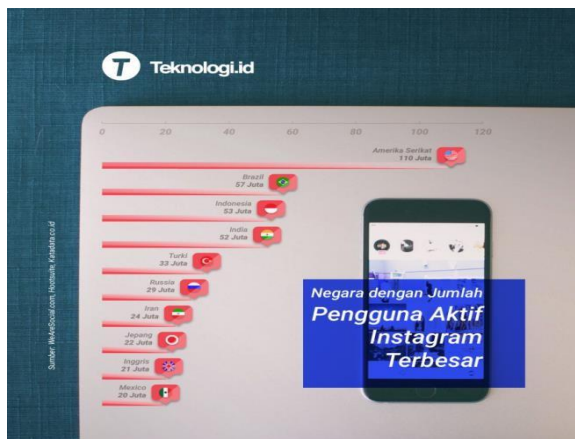 Teknologi.id
0 20 40 60 80 100 120
Amerika Serikat
110 Juta
Brazil
57 Juta
Indonesia
53 Juta
India
52 Juta
Turki
33 Juta
Russia
29 Juta
Iran
24 Juta
Jepang
22 Juta
Inggris
21 Juta
Mexico
20 Juta
Negara dengan Jumlah
Pengguna Aktif
Instagram
Terbesar
Sumber: WeAreSocial.com, Hootsuite, Katadata.co.id